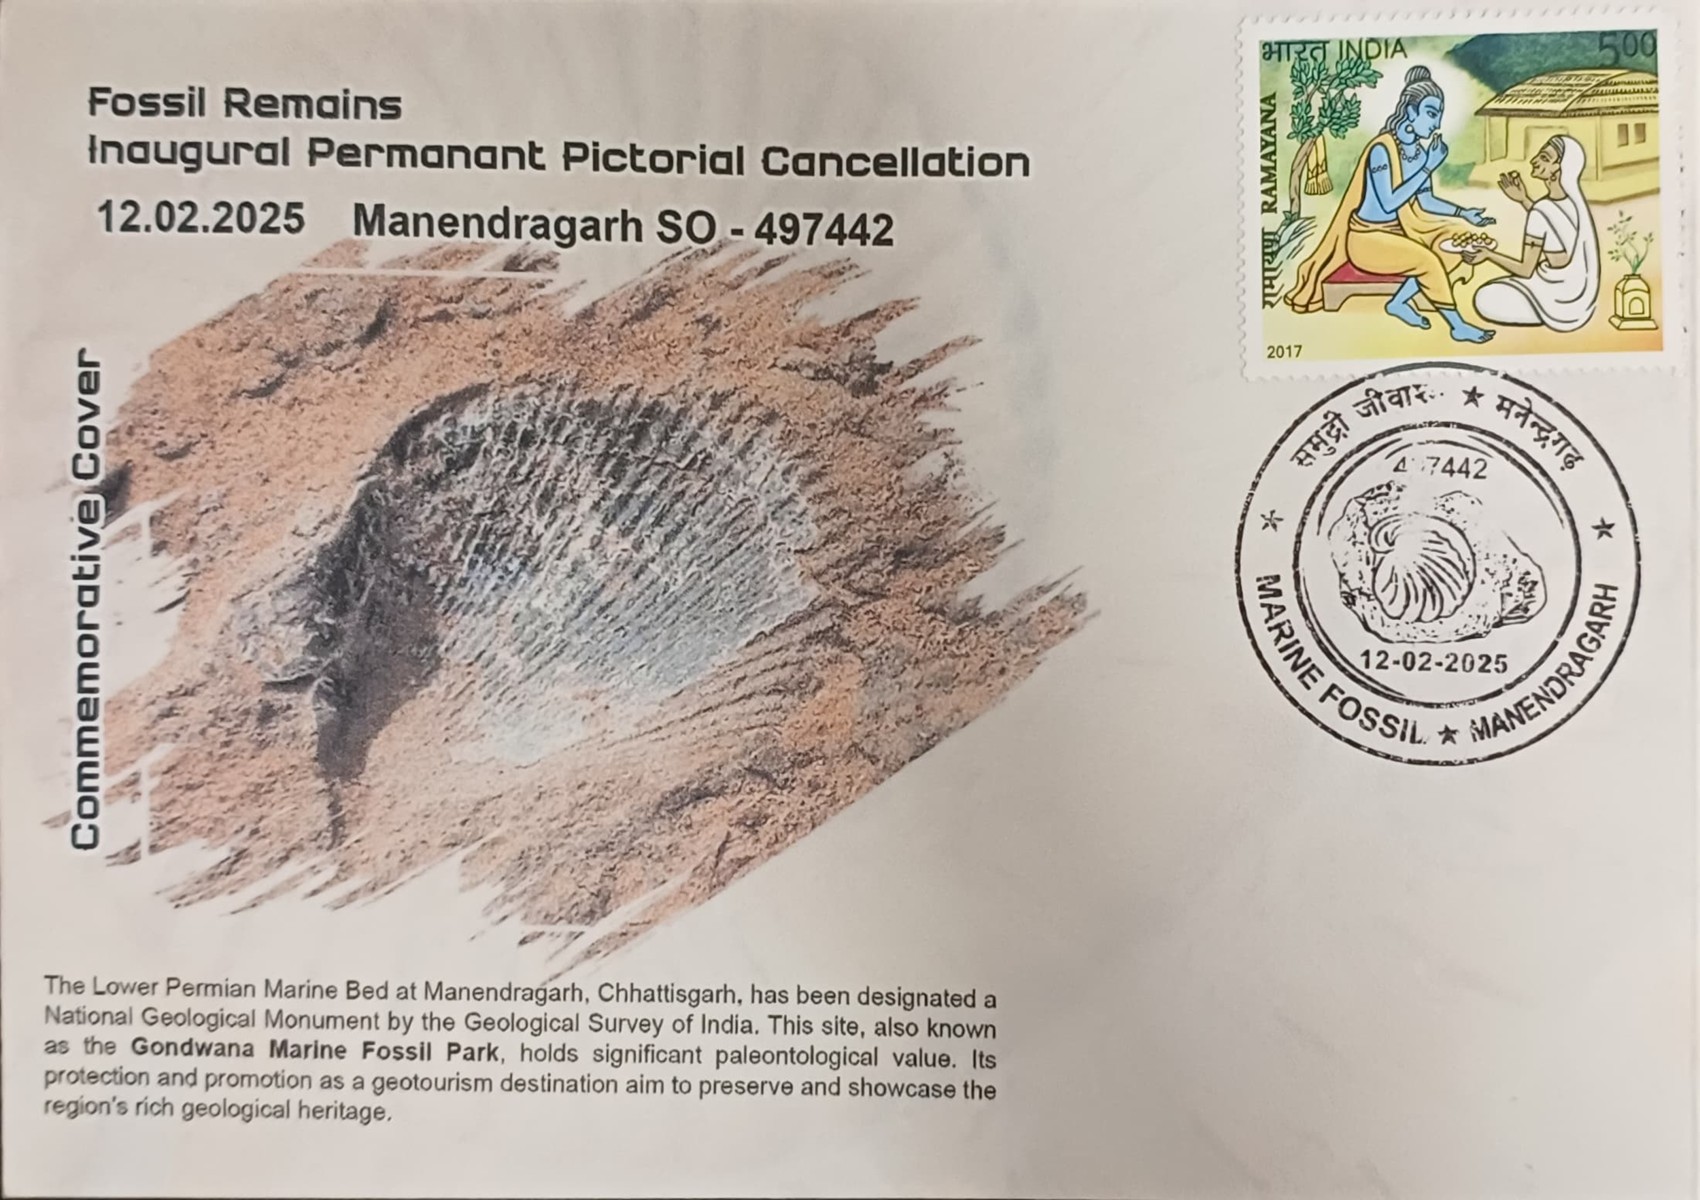 Fossil Remains
Inaugural Permanant Pictorial Cancellation
12.02.2025 Manendragarh SO - 497442
Commemorative Cover
भारत INDIA
5.00
रामायण RAMAYANA
2017
समुद्री ★ मनेन्द्रगढ़
7442
12-02-2025
MARINE FOSSIL ★ MANENDRAGARH
The Lower Permian Marine Bed at Manendragarh, Chhattisgarh, has been designated a
National Geological Monument by the Geological Survey of India. This site, also known
as the Gondwana Marine Fossil Park, holds significant paleontological value. Its
protection and promotion as a geotourism destination aim to preserve and showcase the
region's rich geological heritage.